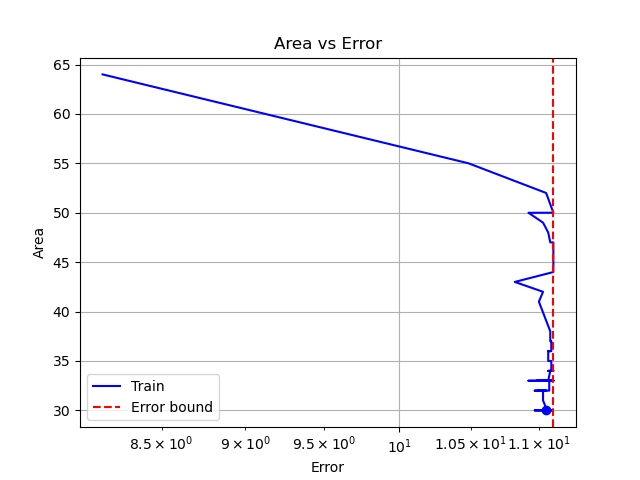 Area vs Error
65
60
55
50
45
40
35
30
Area
Train
Error bound
8.5 × 10⁰
9 × 10⁰
9.5 × 10⁰
10¹
1.05 × 10¹
1.1 × 10¹
Error